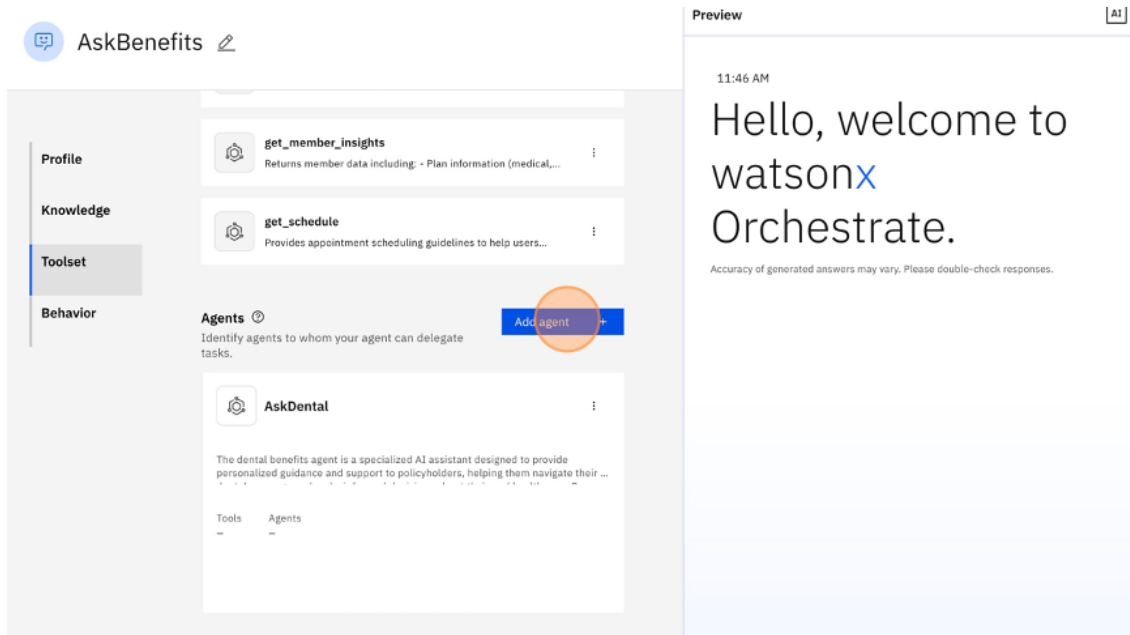 AskBenefits
Profile
Knowledge
Toolset
Behavior
get_member_insights
Returns member data including: - Plan information (medical,...
get_schedule
Provides appointment scheduling guidelines to help users...
Agents
Add agent +
Identify agents to whom your agent can delegate
tasks.
AskDental
The dental benefits agent is a specialized AI assistant designed to provide
personalized guidance and support to policyholders, helping them navigate their ...
Tools Agents
– –
Preview
AI
11:46 AM
Hello, welcome to
watsonx
Orchestrate.
Accuracy of generated answers may vary. Please double-check responses.